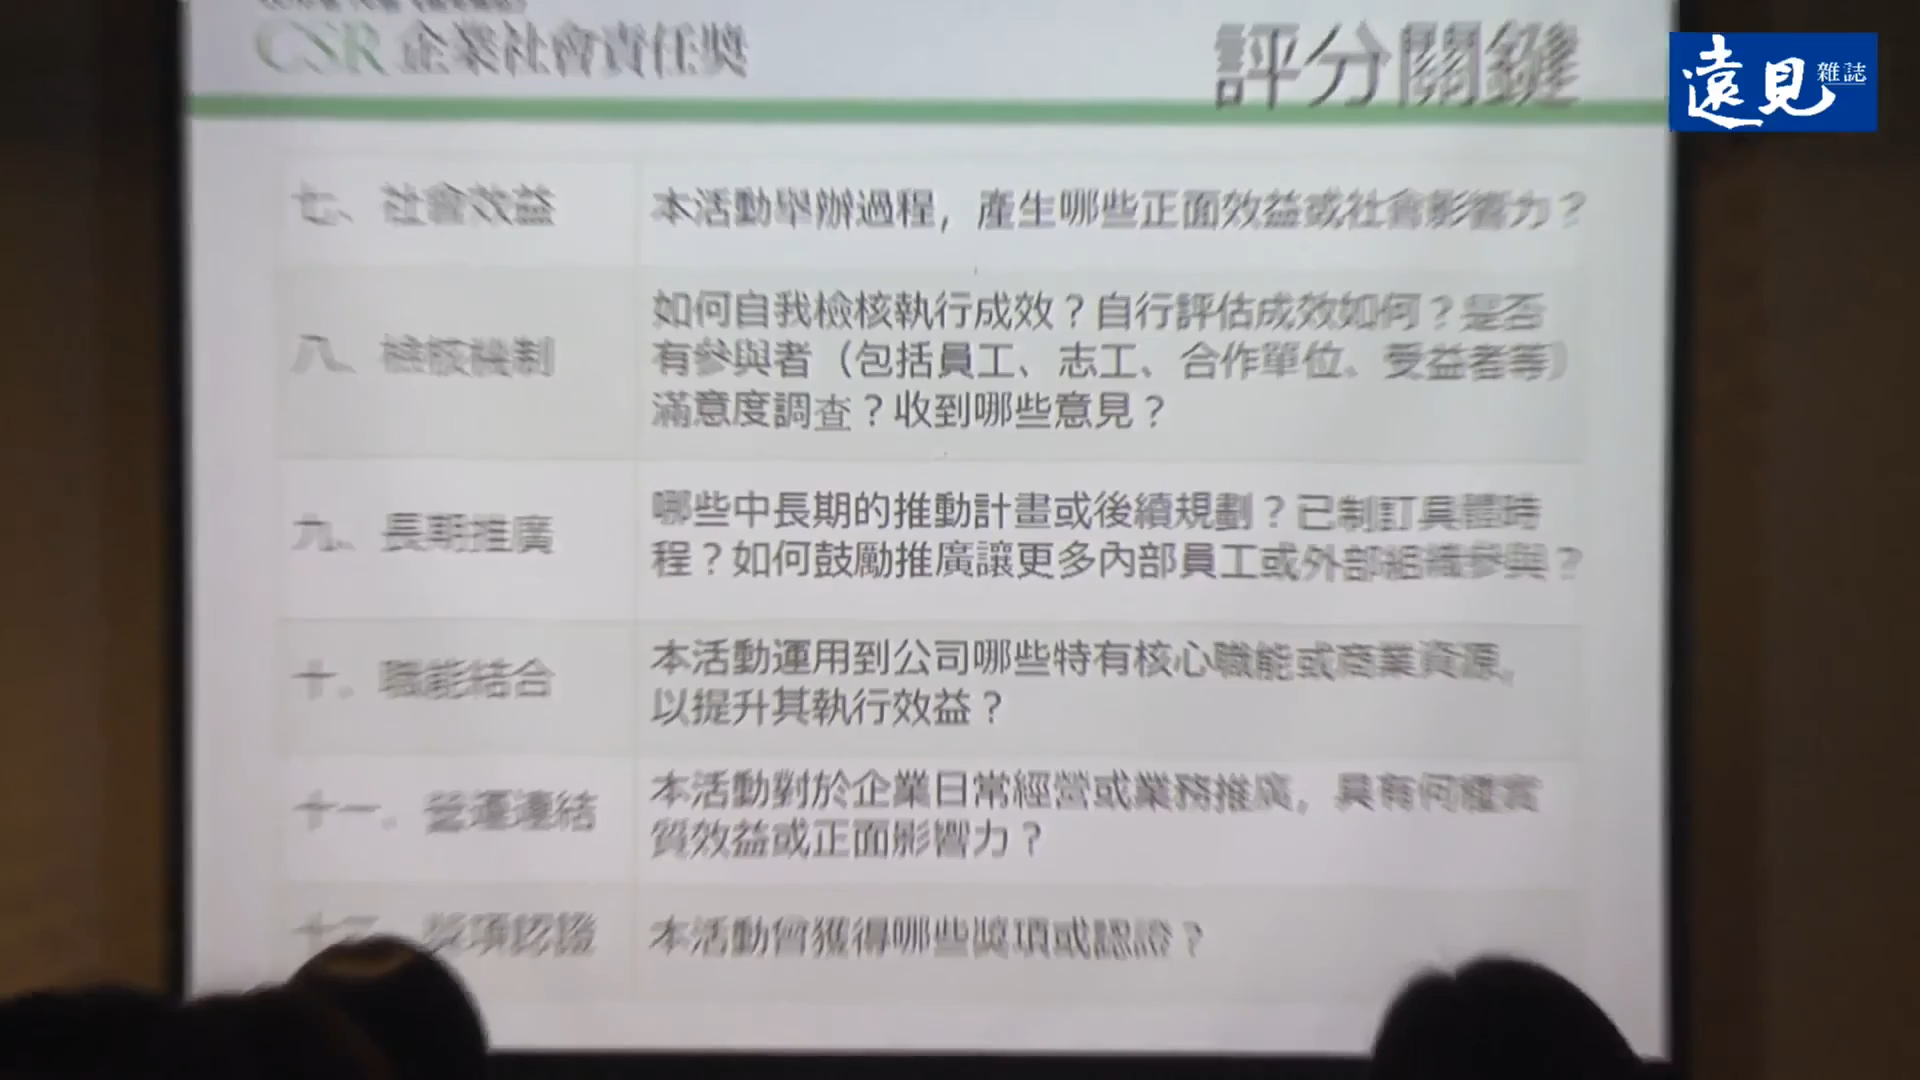 CSR 企業社會責任獎
評分關鍵
遠見 雜誌
七、社會效益
本活動舉辦過程，產生哪些正面效益或社會影響力？
八、檢核機制
如何自我檢核執行成效？自行評估成效如何？是否
有參與者（包括員工、志工、合作單位、受益者等）
滿意度調查？收到哪些意見？
九、長期推廣
哪些中長期的推動計畫或後續規劃？已制訂具體時
程？如何鼓勵推廣讓更多內部員工或外部組織參與？
十、職能結合
本活動運用到公司哪些特有核心職能或商業資源，
以提升其執行效益？
十一、營運連結
本活動對於企業日常經營或業務推廣，具有何種實
質效益或正面影響力？
十二、獎項認證
本活動曾獲得哪些獎項或認證？